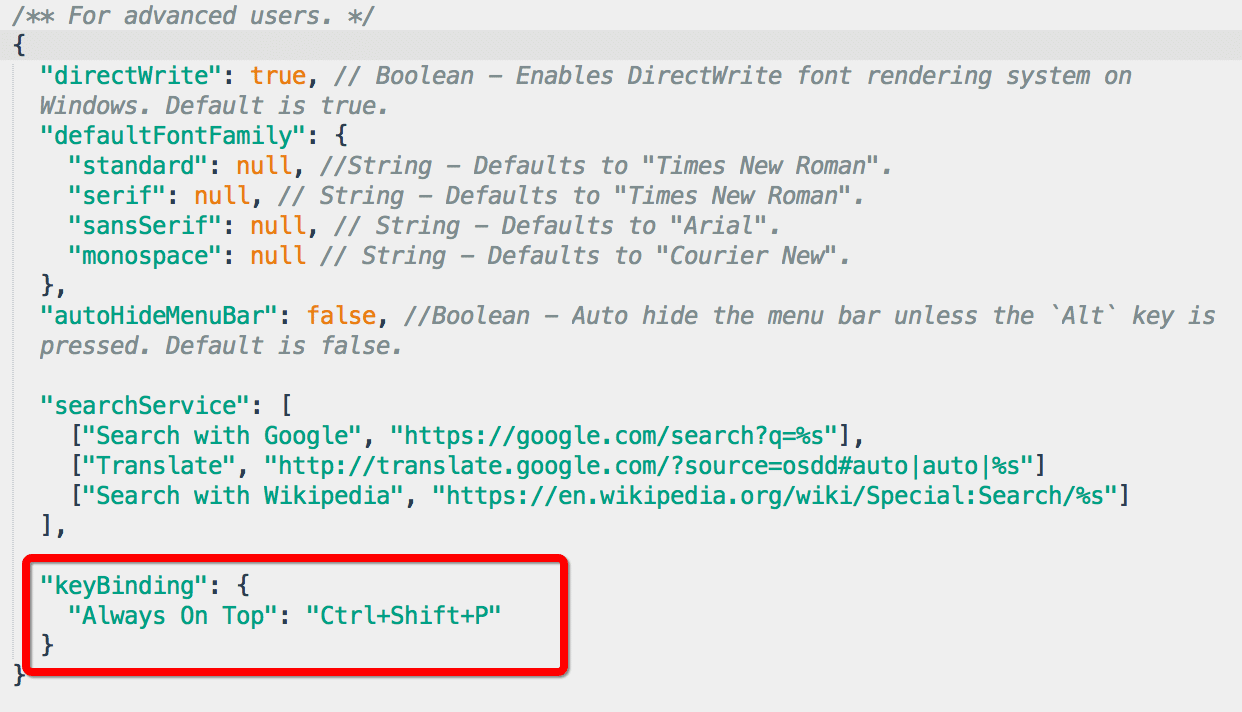 /** For advanced users. */
{
"directWrite": true, // Boolean – Enables DirectWrite font rendering system on
Windows. Default is true.
"defaultFontFamily": {
"standard": null, //String – Defaults to "Times New Roman".
"serif": null, // String – Defaults to "Times New Roman".
"sansSerif": null, // String – Defaults to "Arial".
"monospace": null // String – Defaults to "Courier New".
},
"autoHideMenuBar": false, //Boolean – Auto hide the menu bar unless the `Alt` key is
pressed. Default is false.
"searchService": [
["Search with Google", "https://google.com/search?q=%s"],
["Translate", "http://translate.google.com/?source=osdd#auto|auto|%s"]
["Search with Wikipedia", "https://en.wikipedia.org/wiki/Special:Search/%s"]
],
"keyBinding": {
"Always On Top": "Ctrl+Shift+P"
}
}